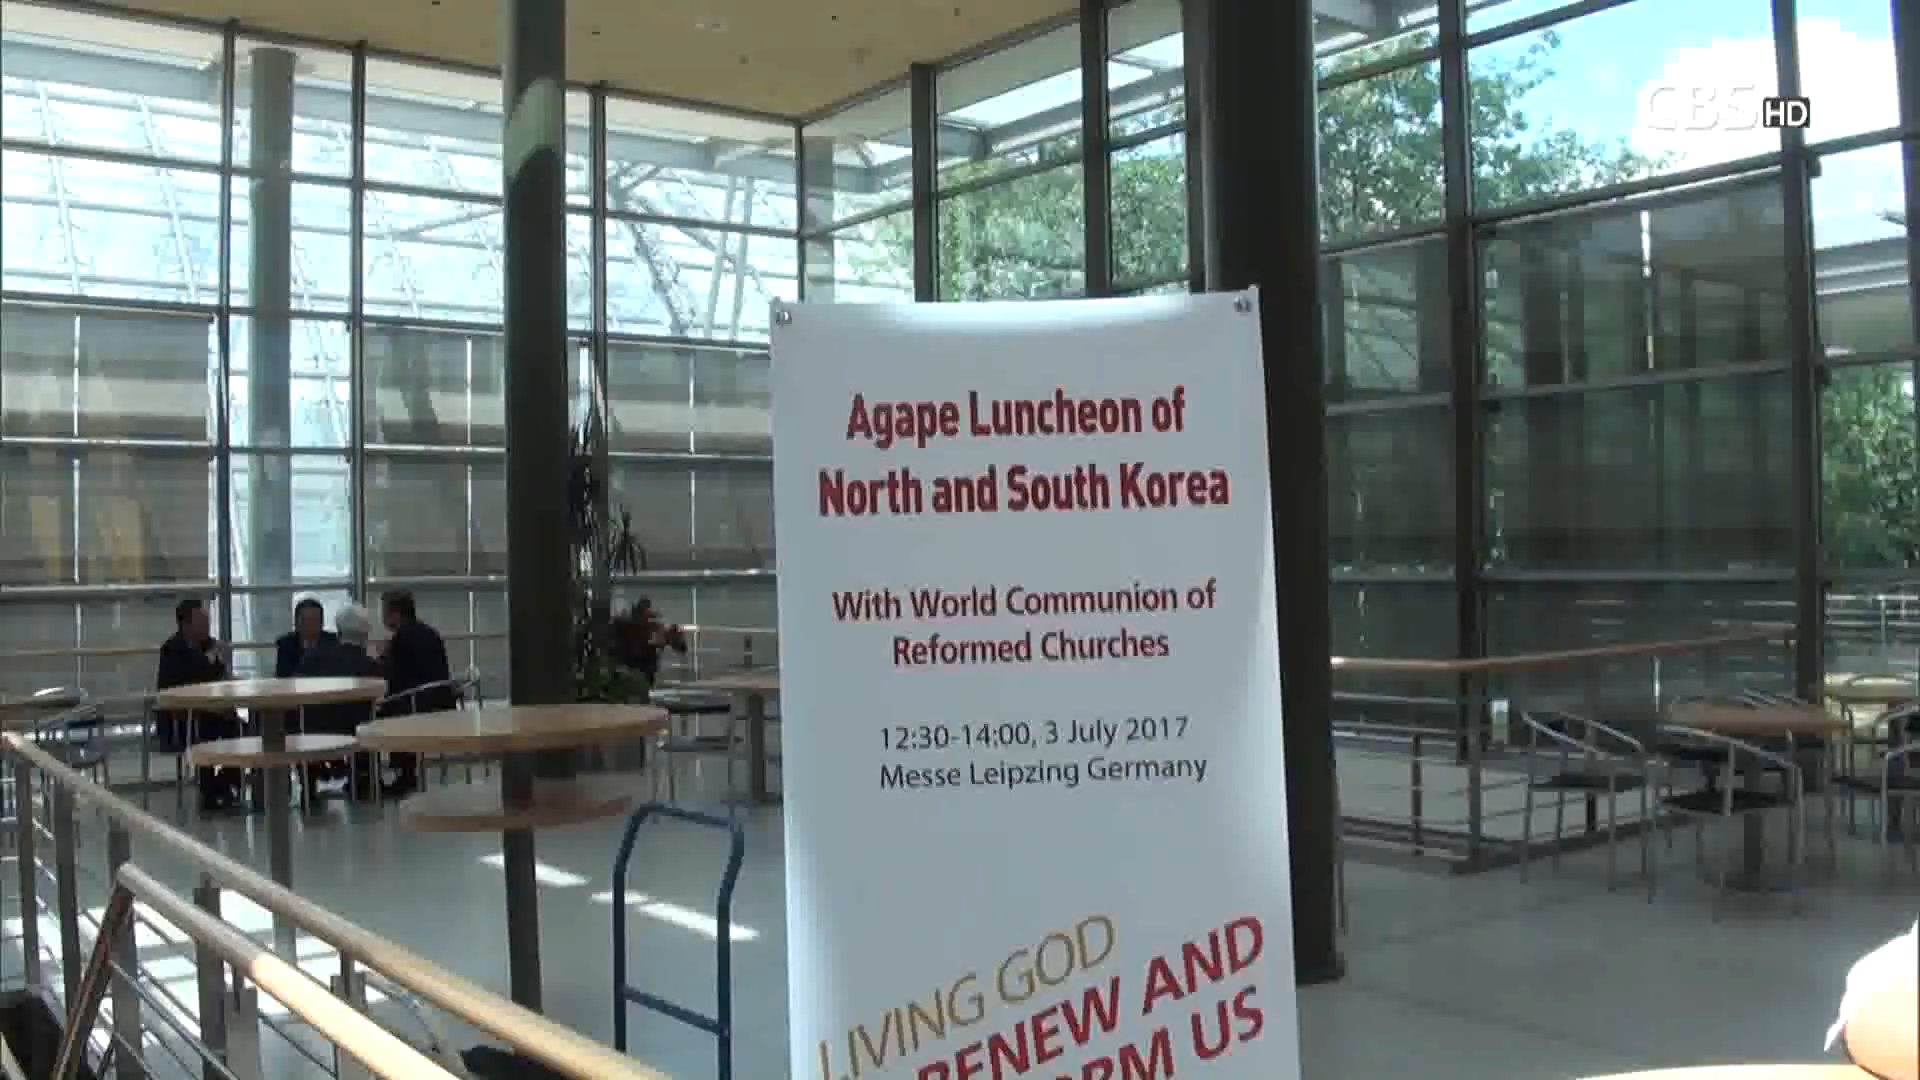 CBS HD
Agape Luncheon of
North and South Korea
With World Communion of
Reformed Churches
12:30-14:00, 3 July 2017
Messe Leipzing Germany
LIVING GOD
RENEW AND
US